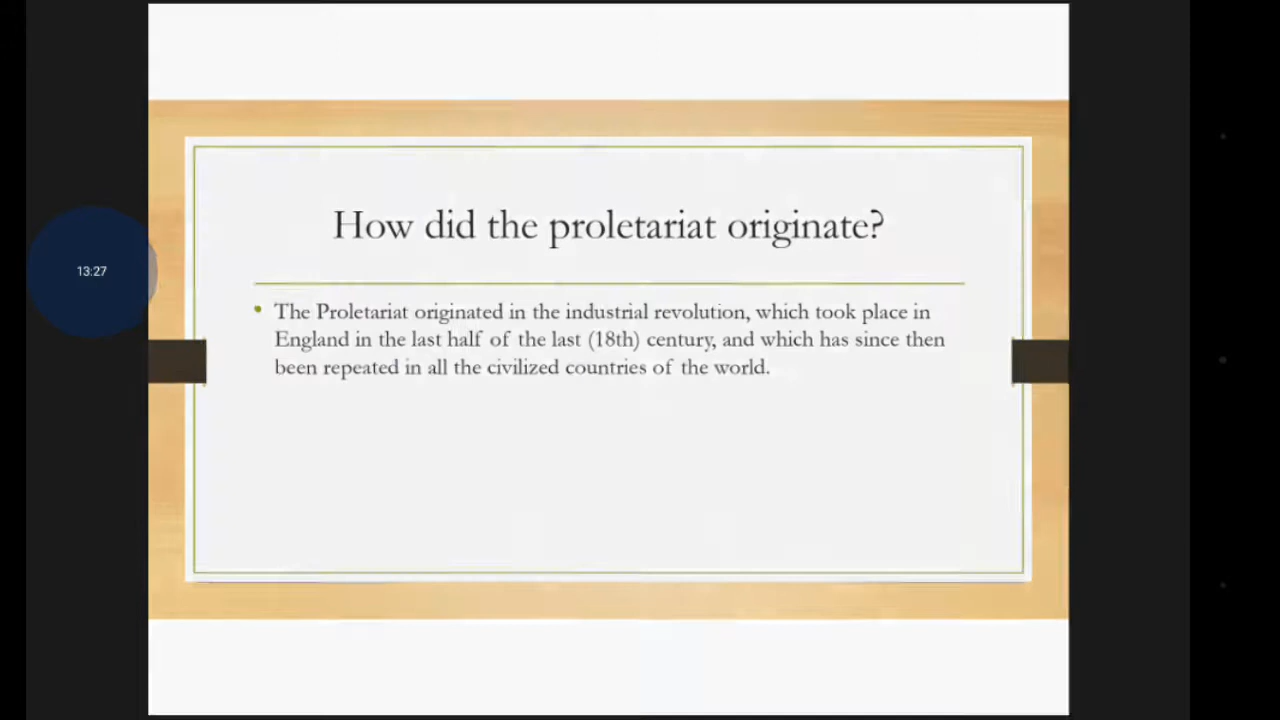 How did the proletariat originate?
13:27
• The Proletariat originated in the industrial revolution, which took place in
England in the last half of the last (18th) century, and which has since then
been repeated in all the civilized countries of the world.